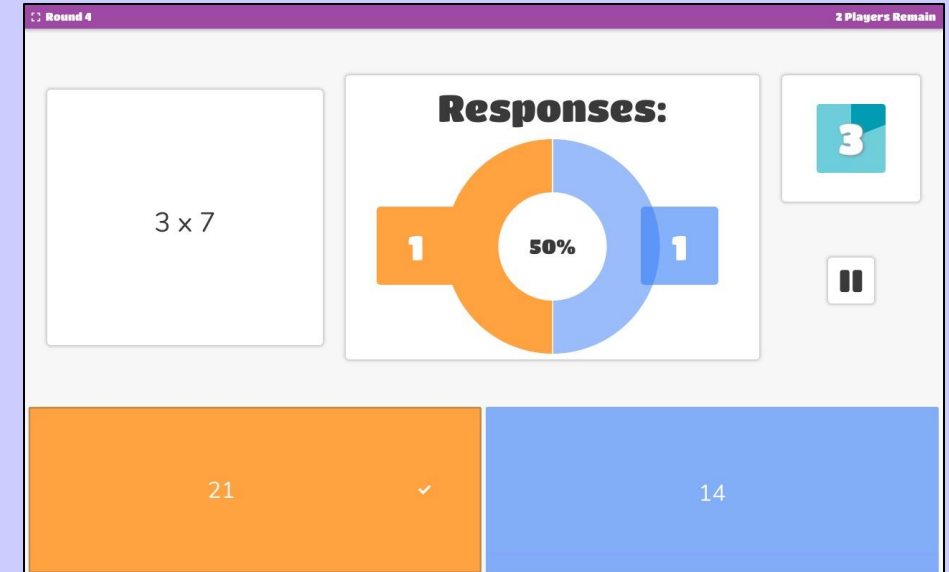 Round 4
2 Players Remain
3 x 7
Responses:
1
50%
1
3
21
14